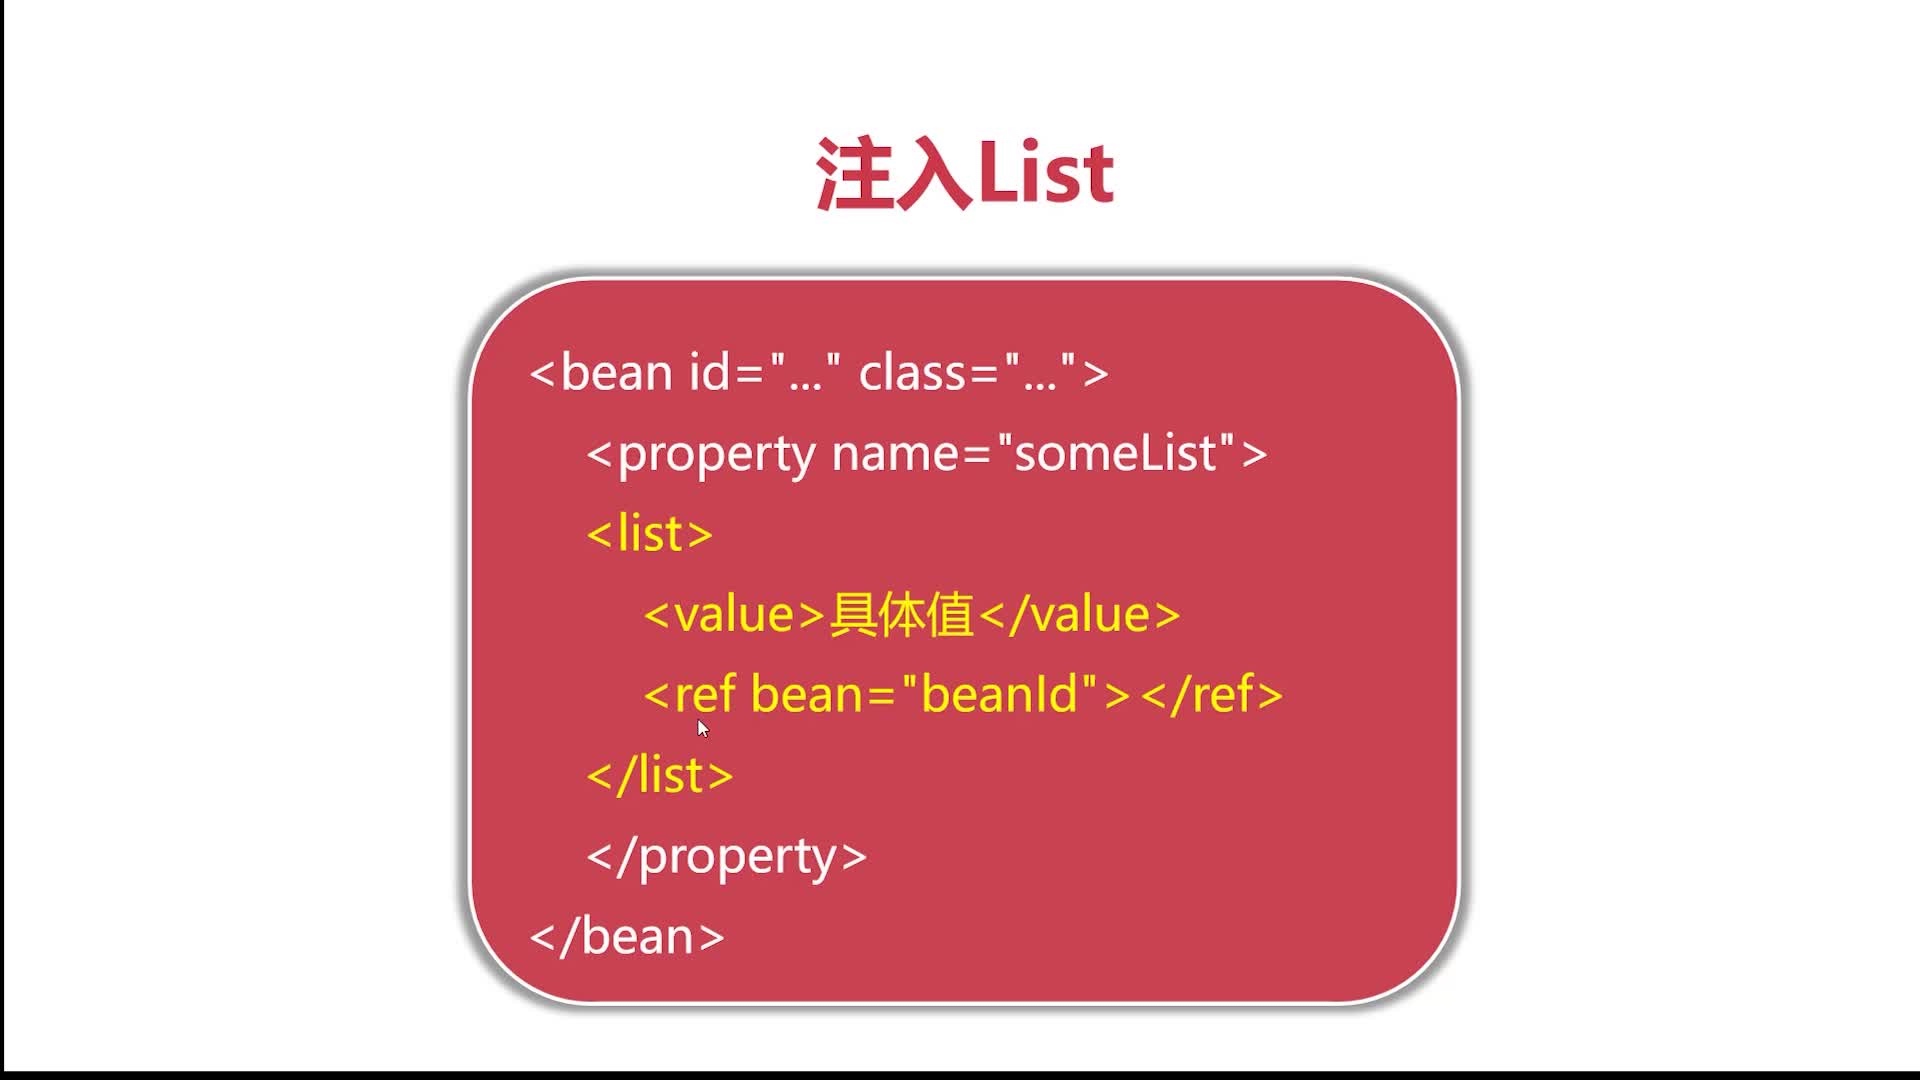 注入List
<bean id="..." class="...">
<property name="someList">
<list>
<value>具体值</value>
<ref bean="beanId"></ref>
</list>
</property>
</bean>